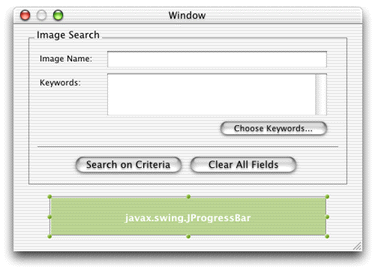 Window
Image Search
Image Name:
Keywords:
Choose Keywords...
Search on Criteria Clear All Fields
javax.swing.JProgressBar